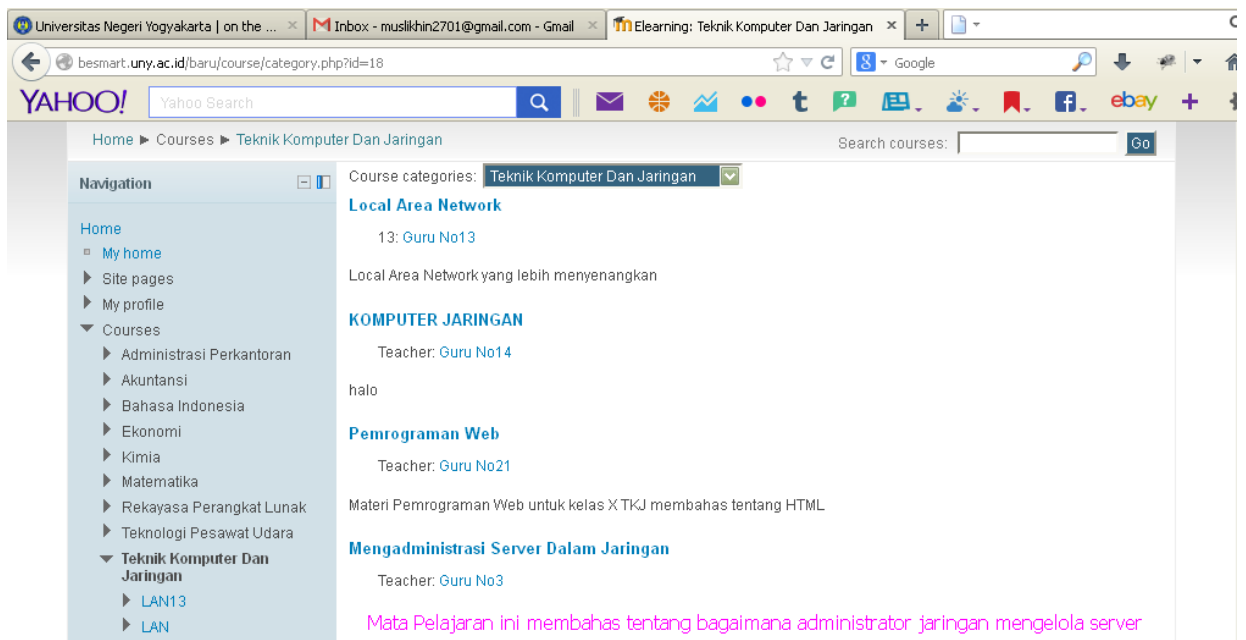 Universitas Negeri Yogyakarta | on the ...
Inbox - muslikhin2701@gmail.com - Gmail
Elearning: Teknik Komputer Dan Jaringan
besmart.uny.ac.id/baru/course/category.php?id=18
Google
YAHOO!
Yahoo Search
ebay
Home ► Courses ► Teknik Komputer Dan Jaringan
Search courses:
Go
Navigation
Home
My home
Site pages
My profile
Courses
Administrasi Perkantoran
Akuntansi
Bahasa Indonesia
Ekonomi
Kimia
Matematika
Rekayasa Perangkat Lunak
Teknologi Pesawat Udara
Teknik Komputer Dan
Jaringan
LAN13
LAN
Course categories: Teknik Komputer Dan Jaringan
Local Area Network
13: Guru No13
Local Area Network yang lebih menyenangkan
KOMPUTER JARINGAN
Teacher: Guru No14
halo
Pemrograman Web
Teacher: Guru No21
Materi Pemrograman Web untuk kelas X TKJ membahas tentang HTML
Mengadministrasi Server Dalam Jaringan
Teacher: Guru No3
Mata Pelajaran ini membahas tentang bagaimana administrator jaringan mengelola server